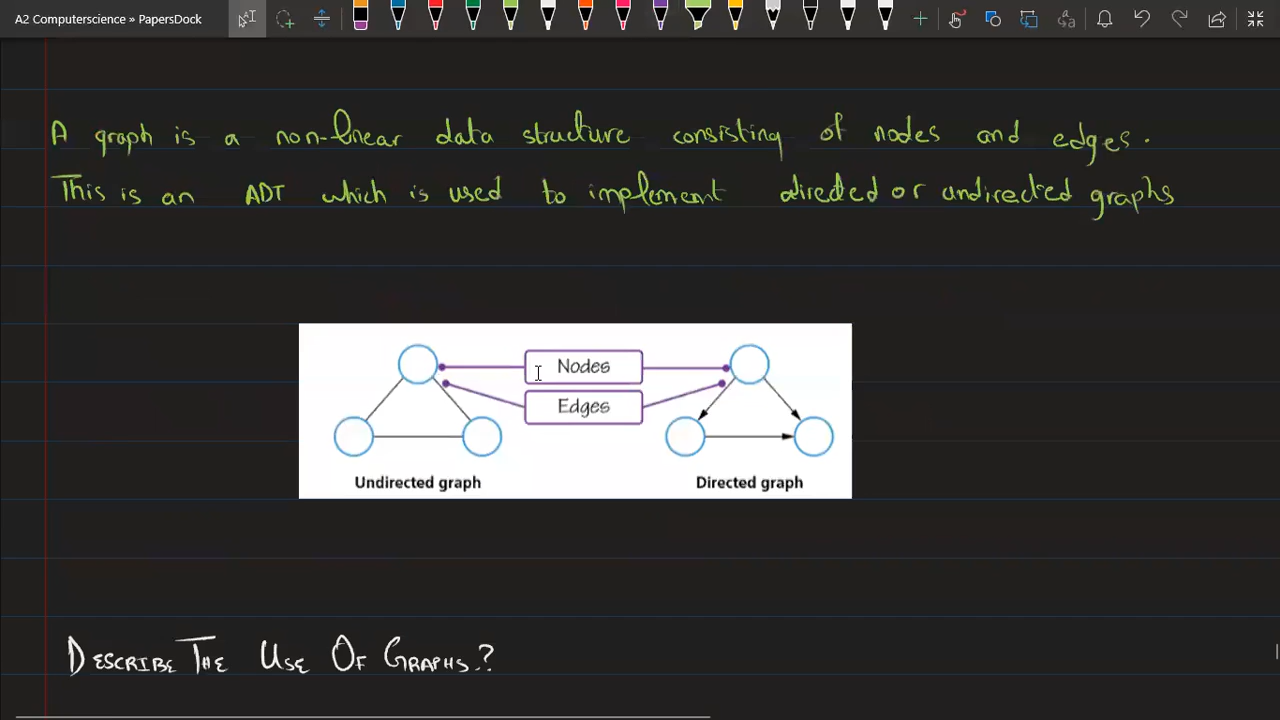 A2 Computerscience » PapersDock
A graph is a non-linear data structure consisting of nodes and edges.
This is an ADT which is used to implement directed or undirected graphs
Nodes
Edges
Undirected graph
Directed graph
DESCRIBE THE USE OF GRAPHS?